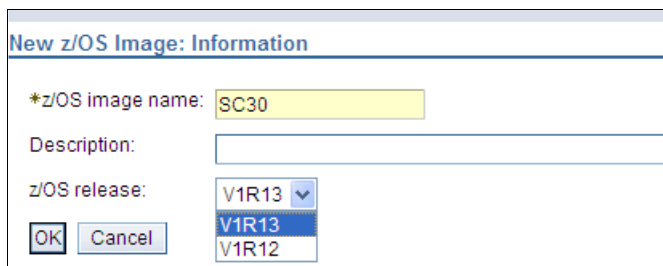 New z/OS Image: Information
*z/OS image name: SC30
Description:
z/OS release: V1R13
V1R13
OK Cancel
V1R12